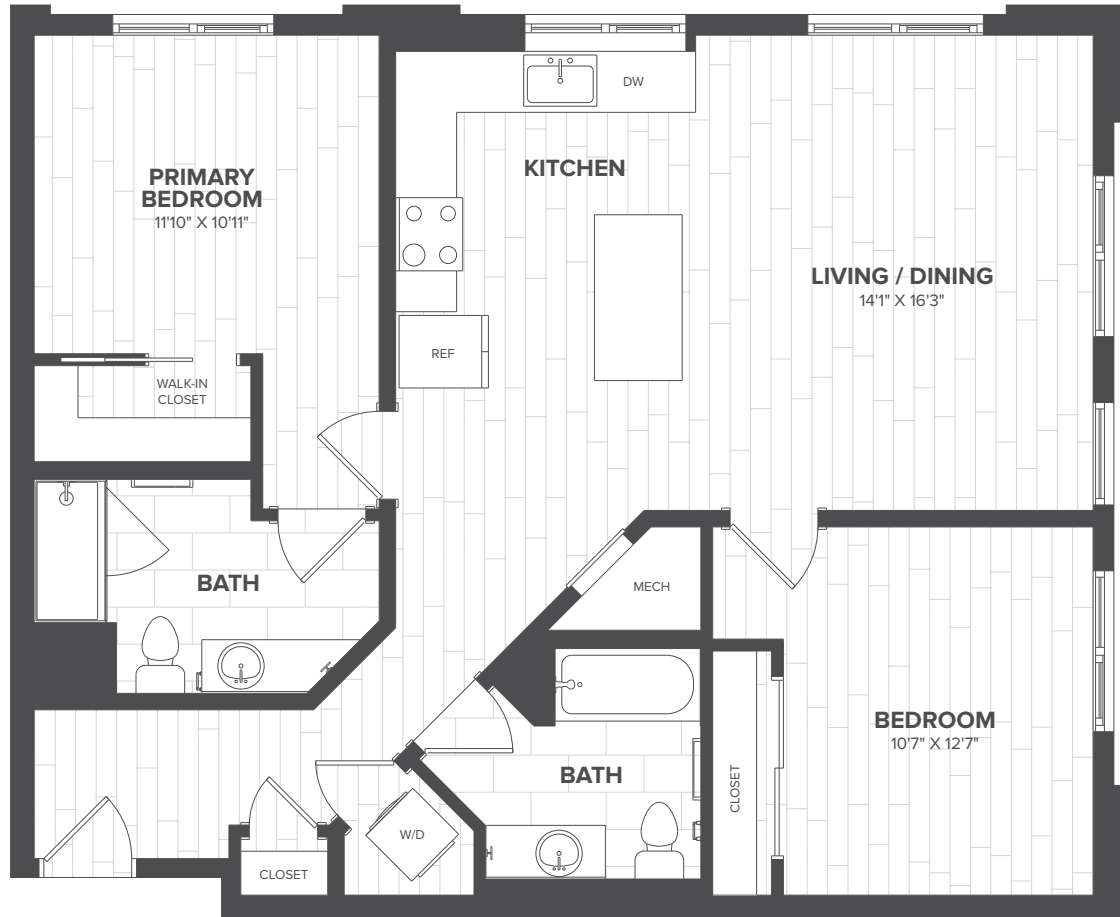 DW
KITCHEN
PRIMARY
BEDROOM
11'10" X 10'11"
LIVING / DINING
14'1" X 16'3"
REF
WALK-IN
CLOSET
BATH
MECH
BEDROOM
10'7" X 12'7"
BATH
CLOSET
W/D
CLOSET